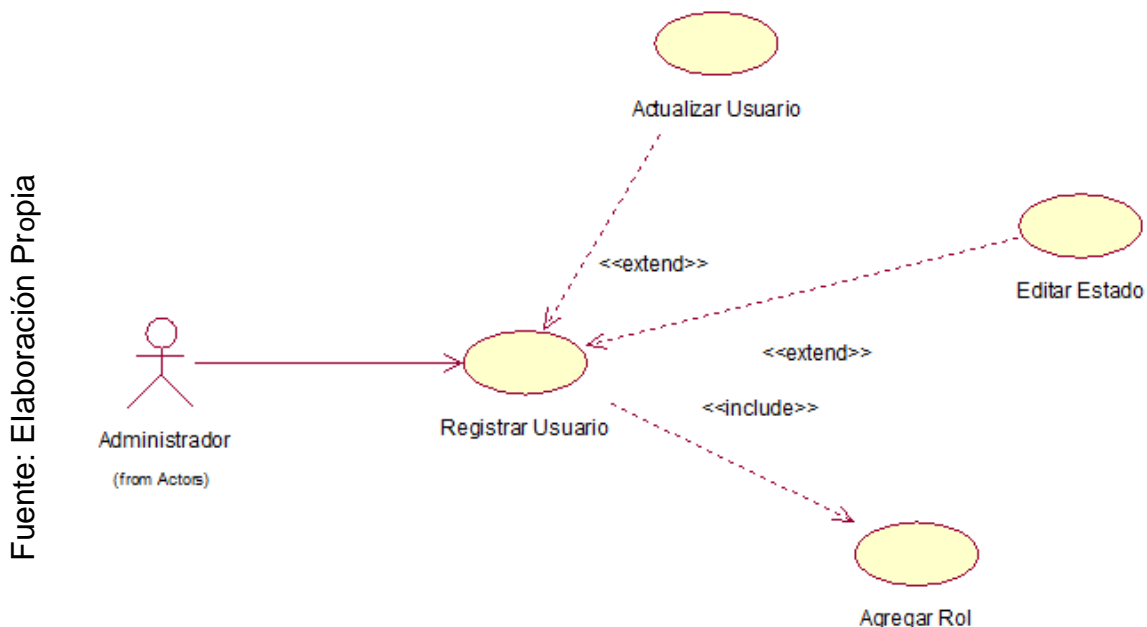 Fuente: Elaboración Propia
Actualizar Usuario
<<extend>>
Editar Estado
<<extend>>
<<include>>
Registrar Usuario
Administrador
(from Actors)
Agregar Rol